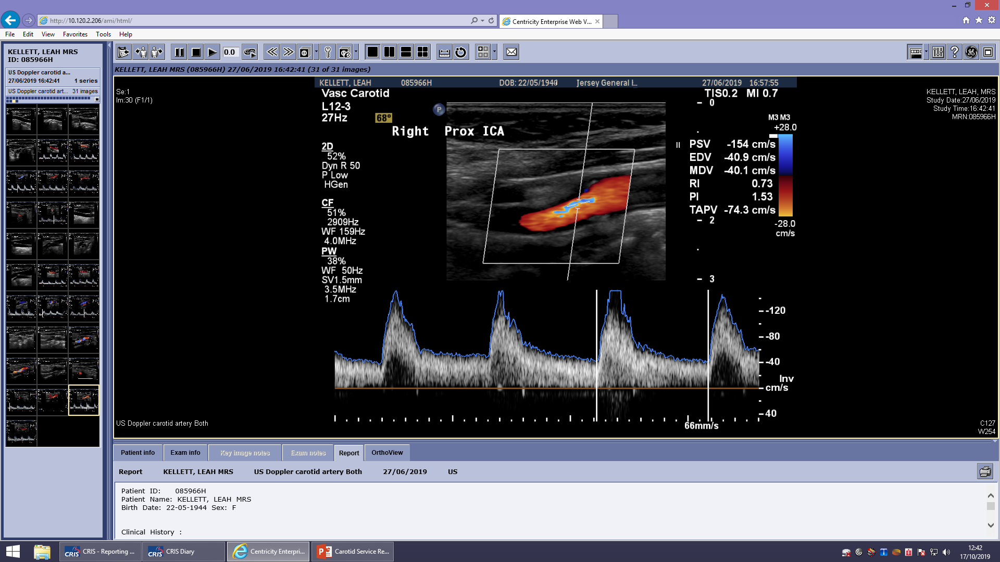 http://10.120.2.206/ami/html/
Centricity Enterprise Web V...
File Edit View Favorites Tools Help
KELLETT, LEAH MRS
ID: 085966H
US Doppler carotid a...
27/06/2019 16:42:41 1 series
US Doppler carotid art... 31 images
0.0
KELLETT, LEAH MRS (085966H) 27/06/2019 16:42:41 (31 of 31 images)
Se:1
Im:30 (F1/1)
KELLETT, LEAH 085966H DOB: 22/05/194 Jersey General 27/06/2019 16:57:55
KELLETT, LEAH, MRS
Study Date:27/06/2019
Study Time:16:42:41
MRN:085966H
Vasc Carotid
TIS0.2 MI 0.7
L12-3
27Hz
68°
P
Right Prox ICA
2D
52%
Dyn R 50
P Low
HGen
CF
51%
2909Hz
WF 159Hz
4.0MHz
PW
38%
WF 50Hz
SV1.5mm
3.5MHz
1.7cm
0
2
3
M3 M3
+28.0
-28.0
cm/s
II
PSV -154 cm/s
EDV -40.9 cm/s
MDV -40.1 cm/s
RI 0.73
PI 1.53
TAPV -74.3 cm/s
-120
-80
-40
Inv
cm/s
40
66mm/s
US Doppler carotid artery Both
C127
W254
Patient info Exam info Key image notes Exam notes Report OrthoView
Report KELLETT, LEAH MRS US Doppler carotid artery Both 27/06/2019 US
Patient ID: 085966H
Patient Name: KELLETT, LEAH MRS
Birth Date: 22-05-1944 Sex: F
Clinical History :
CRIS CRIS - Reporting ... CRIS CRIS Diary Centricity Enterpri... Carotid Service Re...
12:42
17/10/2019